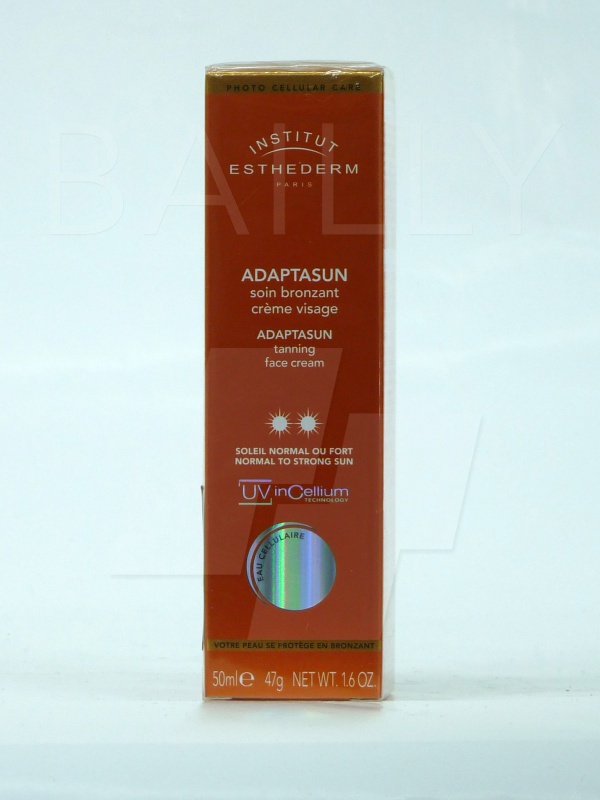 PHOTO CELLULAR CARE
BAILLY
INSTITUT
ESTHEDERM
PARIS
ADAPTASUN
soin bronzant
crème visage
ADAPTASUN
tanning
face cream
SOLEIL NORMAL OU FORT
NORMAL TO STRONG SUN
UV inCellium
TECHNOLOGY
EAU CELLULAIRE
VOTRE PEAU SE PROTÈGE EN BRONZANT
50ml e 47g NET WT. 1.6 OZ.